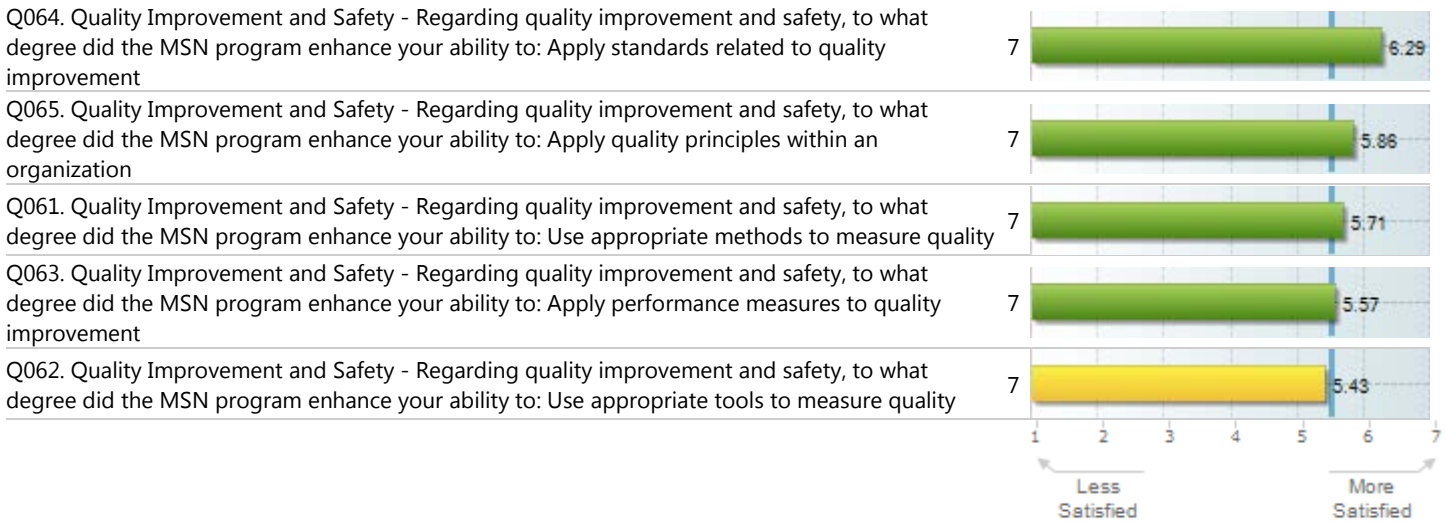 Q064. Quality Improvement and Safety - Regarding quality improvement and safety, to what
degree did the MSN program enhance your ability to: Apply standards related to quality
improvement
7
6.29
Q065. Quality Improvement and Safety - Regarding quality improvement and safety, to what
degree did the MSN program enhance your ability to: Apply quality principles within an
organization
7
5.86
Q061. Quality Improvement and Safety - Regarding quality improvement and safety, to what
degree did the MSN program enhance your ability to: Use appropriate methods to measure quality
7
5.71
Q063. Quality Improvement and Safety - Regarding quality improvement and safety, to what
degree did the MSN program enhance your ability to: Apply performance measures to quality
improvement
7
5.57
Q062. Quality Improvement and Safety - Regarding quality improvement and safety, to what
degree did the MSN program enhance your ability to: Use appropriate tools to measure quality
7
5.43
1 2 3 4 5 6 7
Less
Satisfied
More
Satisfied